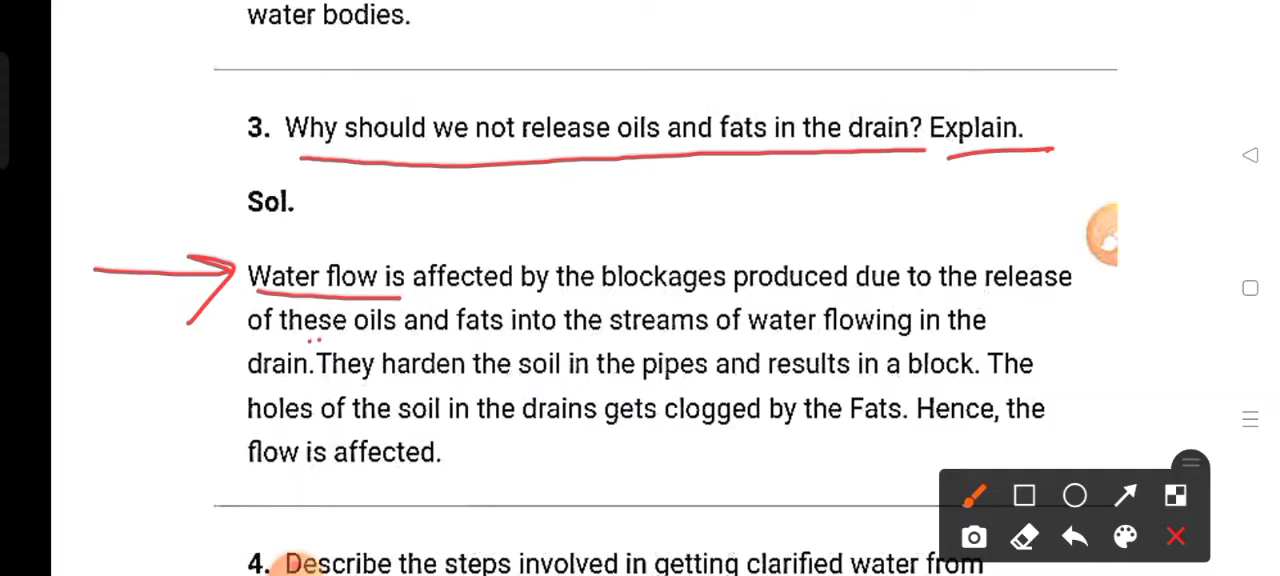 water bodies.
3. Why should we not release oils and fats in the drain? Explain.
Sol.
Water flow is affected by the blockages produced due to the release
of these oils and fats into the streams of water flowing in the
drain.They harden the soil in the pipes and results in a block. The
holes of the soil in the drains gets clogged by the Fats. Hence, the
flow is affected.
4. Describe the steps involved in getting clarified water from